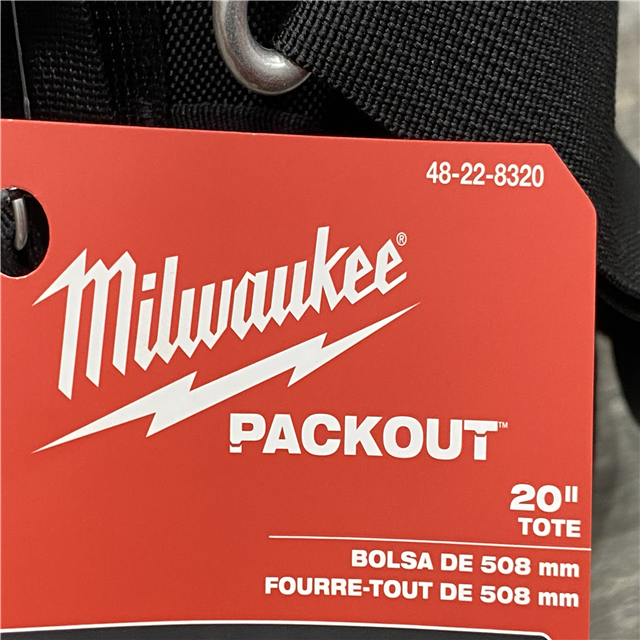 48-22-8320
Milwaukee®
PACKOUT™
20"
TOTE
BOLSA DE 508 mm
FOURRE-TOUT DE 508 mm